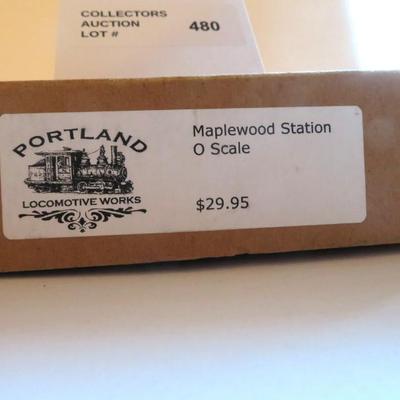 COLLECTORS
AUCTION
LOT # 480
PORTLAND
LOCOMOTIVE WORKS
Maplewood Station
O Scale
$29.95